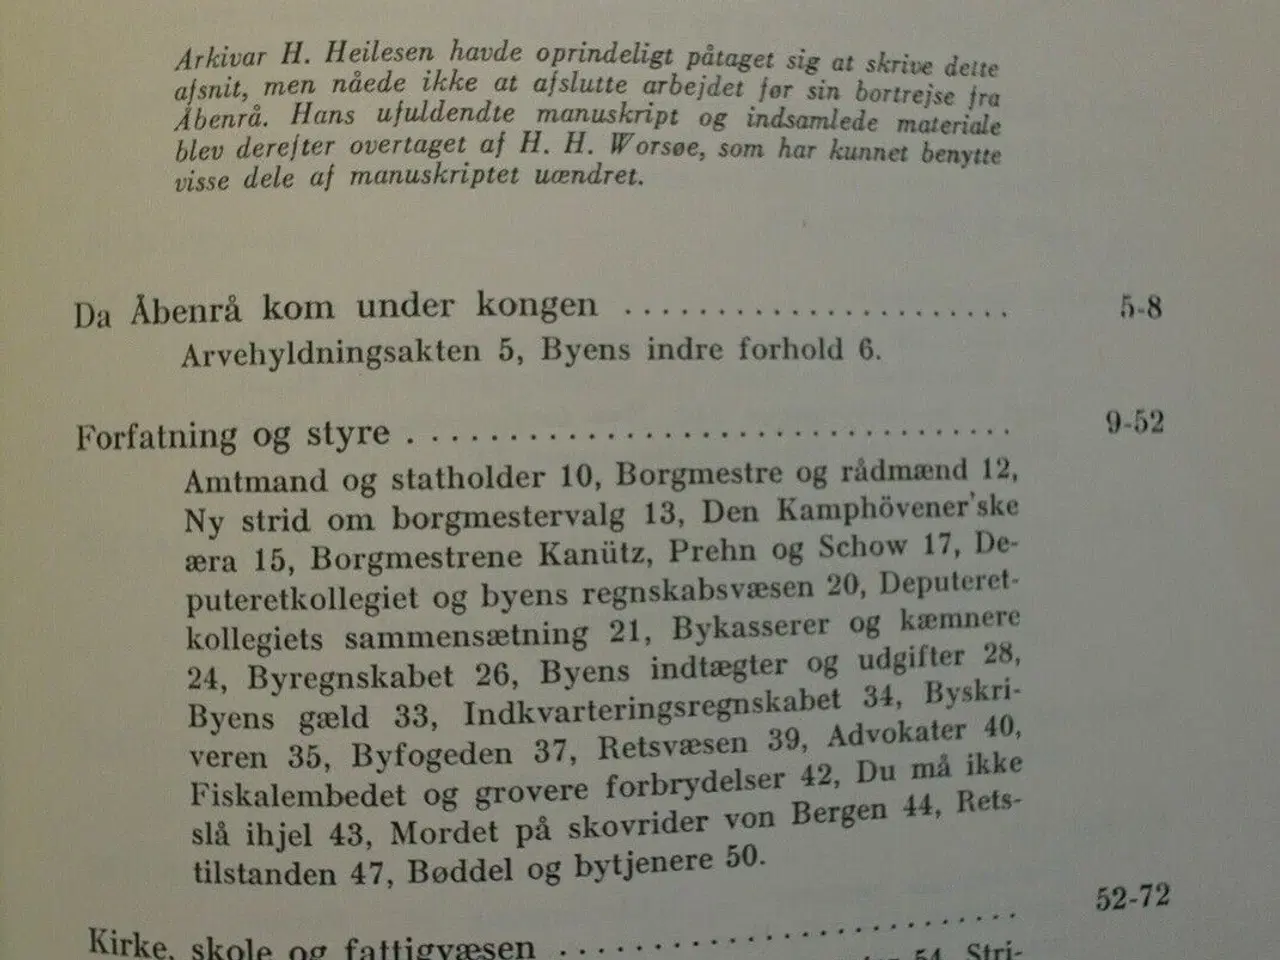 Arkivar H. Heilesen havde oprindeligt påtaget sig at skrive dette
afsnit, men nåede ikke at afslutte arbejdet før sin bortrejse fra
Åbenrå. Hans ufuldendte manuskript og indsamlede materiale
blev derefter overtaget af H. H. Worsøe, som har kunnet benytte
visse dele af manuskriptet uændret.
Da Åbenrå kom under kongen ...................... 5-8
Arvehyldningsakten 5, Byens indre forhold 6.
Forfatning og styre ................................... 9-52
Amtmand og statholder 10, Borgmestre og rådmænd 12,
Ny strid om borgmestervalg 13, Den Kamphövener'ske
æra 15, Borgmestrene Kanütz, Prehn og Schow 17, De-
puteretkollegiet og byens regnskabsvæsen 20, Deputeret-
kollegiets sammensætning 21, Bykasserer og kæmnere
24, Byregnskabet 26, Byens indtægter og udgifter 28,
Byens gæld 33, Indkvarteringsregnskabet 34, Byskri-
veren 35, Byfogeden 37, Retsvæsen 39, Advokater 40,
Fiskalembedet og grovere forbrydelser 42, Du må ikke
slå ihjel 43, Mordet på skovrider von Bergen 44, Rets-
tilstanden 47, Bøddel og bytjenere 50.
Kirke, skole og fattigvæsen .......................... 52-72
54, Stri-